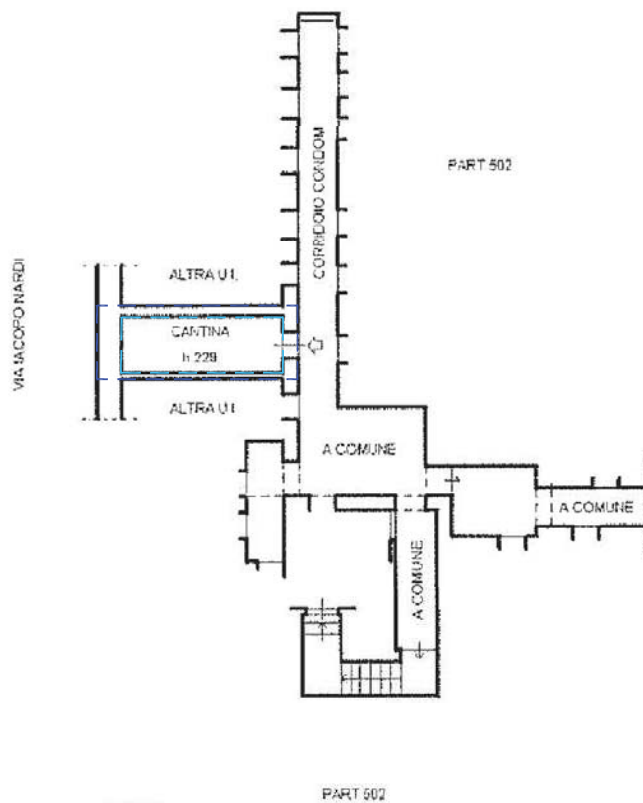 CORRIDOIO CONDOM
PART 502
VIA IACOPO NARDI
ALTRA U.I.
CANTINA
h.229
ALTRA U.I
A COMUNE
A COMUNE
A COMUNE
PART 502